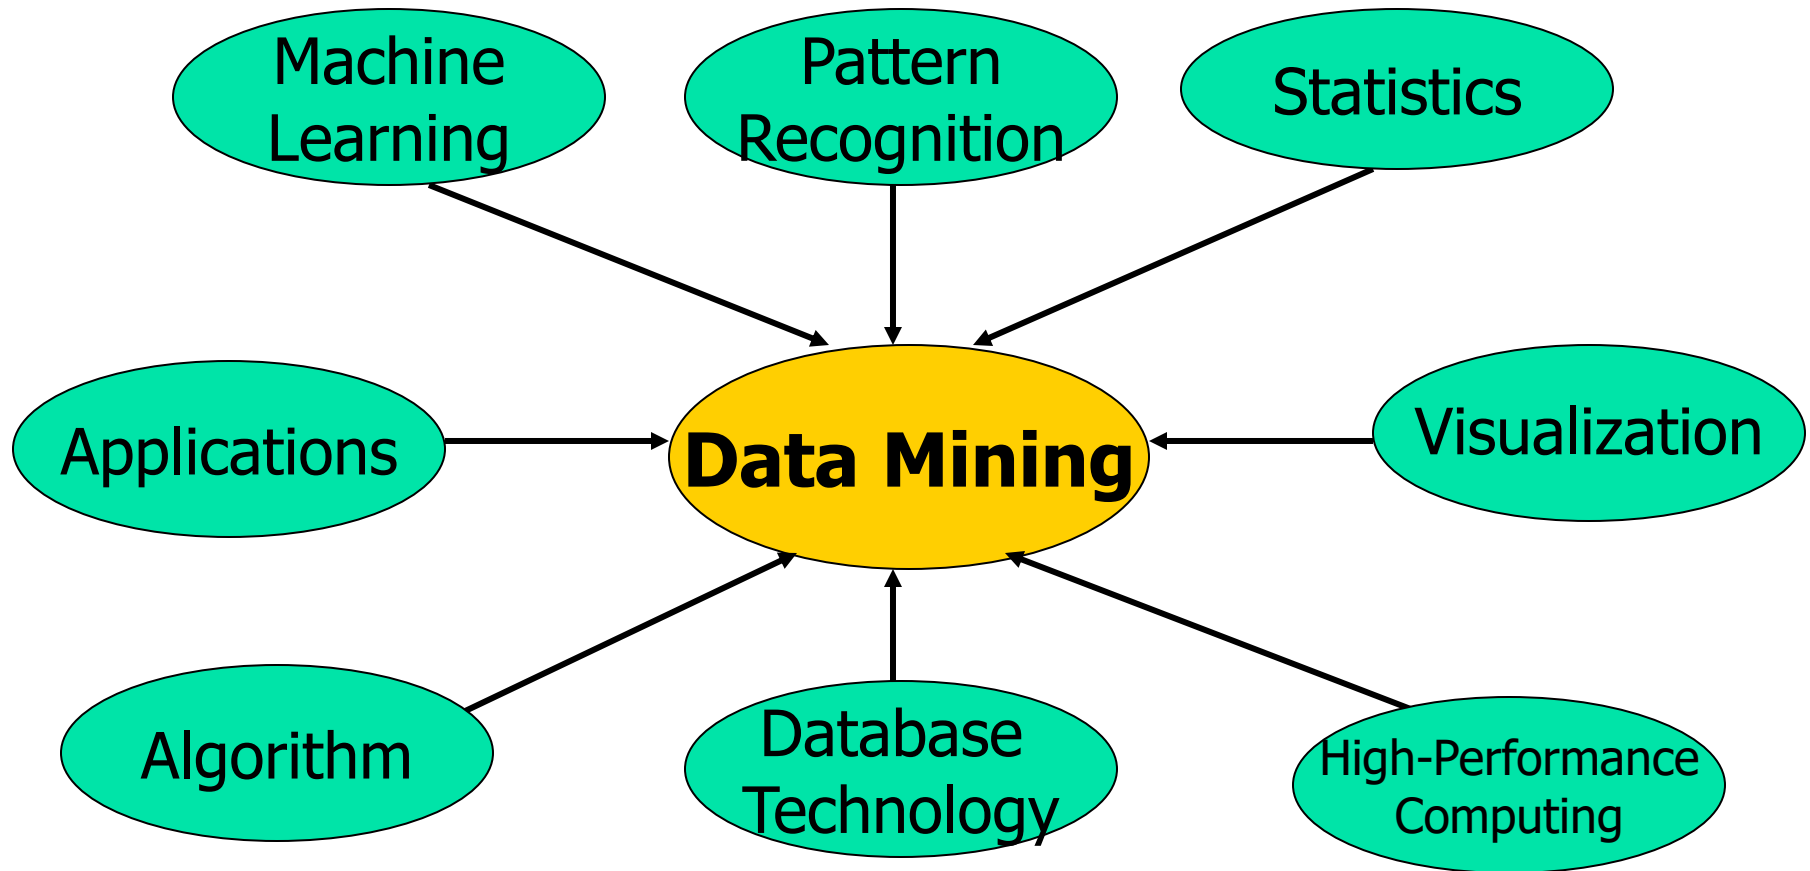 Machine
Learning
Pattern
Recognition
Statistics
Applications
Data Mining
Visualization
Algorithm
Database
Technology
High-Performance
Computing